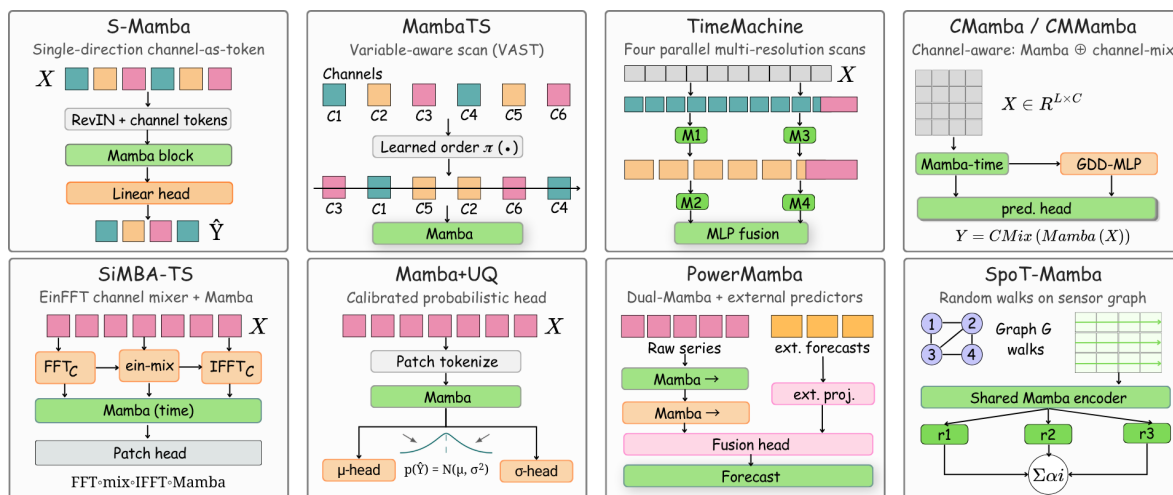 S-Mamba
Single-direction channel-as-token
X
RevIN + channel tokens
Mamba block
Linear head
Ŷ
MambaTS
Variable-aware scan (VAST)
Channels
C1 C2 C3 C4 C5 C6
Learned order π (•)
C3 C1 C5 C2 C6 C4
Mamba
TimeMachine
Four parallel multi-resolution scans
X
M1 M3
M2 M4
MLP fusion
CMamba / CMMamba
Channel-aware: Mamba ⊕ channel-mix
X ∈ R^{L×C}
Mamba-time GDD-MLP
pred. head
Y = CMix (Mamba (X))
SiMBA-TS
EinFFT channel mixer + Mamba
X
FFT_C ein-mix IFFT_C
Mamba (time)
Patch head
FFT∘mix∘IFFT∘Mamba
Mamba+UQ
Calibrated probabilistic head
X
Patch tokenize
Mamba
μ-head p(Ŷ) = N(μ, σ²) σ-head
PowerMamba
Dual-Mamba + external predictors
Raw series ext. forecasts
Mamba →
ext. proj.
Mamba →
Fusion head
Forecast
SpoT-Mamba
Random walks on sensor graph
1 2
3 4
Graph G
walks
Shared Mamba encoder
r1 r2 r3
Σαi